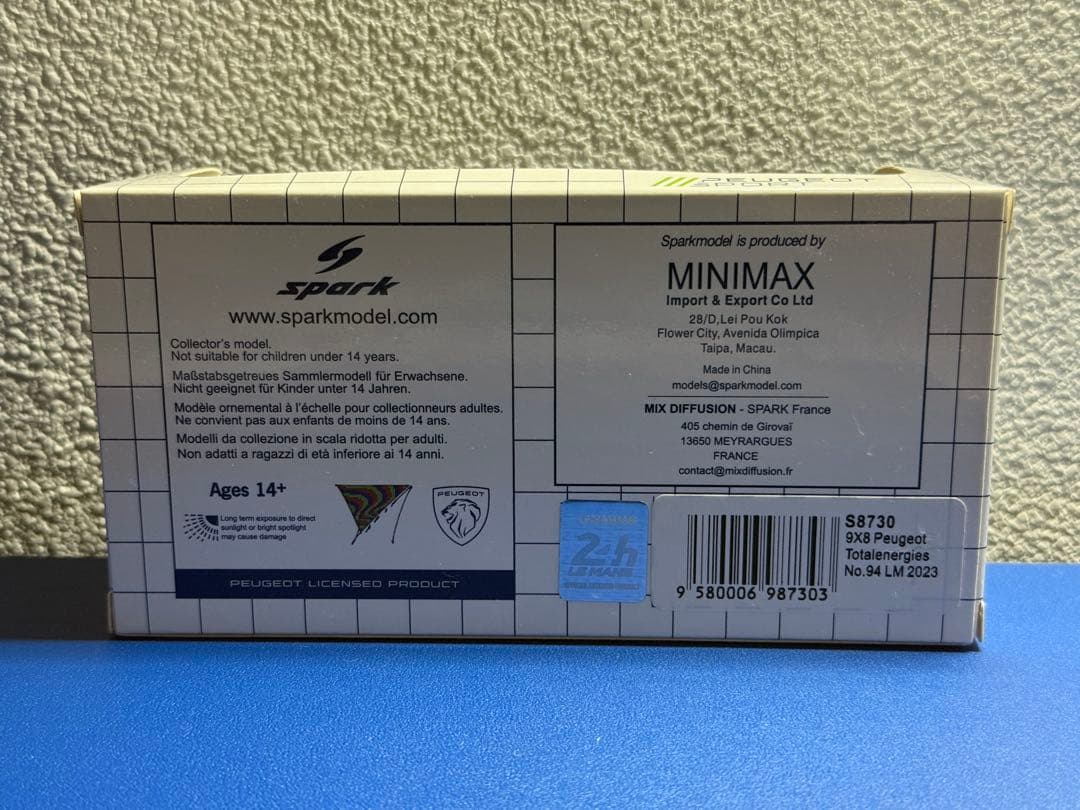 PEUGEOT
SPORT
spark
www.sparkmodel.com
Collector's model.
Not suitable for children under 14 years.
Maßstabsgetreues Sammlermodell für Erwachsene.
Nicht geeignet für Kinder unter 14 Jahren.
Modèle ornemental à l'échelle pour collectionneurs adultes.
Ne convient pas aux enfants de moins de 14 ans.
Modelli da collezione in scala ridotta per adulti.
Non adatti a ragazzi di età inferiore ai 14 anni.
Ages 14+
Long term exposure to direct
sunlight or bright spotlight
may cause damage
PEUGEOT
PEUGEOT LICENSED PRODUCT
Sparkmodel is produced by
MINIMAX
Import & Export Co Ltd
28/D,Lei Pou Kok
Flower City, Avenida Olimpica
Taipa, Macau.
Made in China
models@sparkmodel.com
MIX DIFFUSION - SPARK France
405 chemin de Girovaï
13650 MEYRARGUES
FRANCE
contact@mixdiffusion.fr
24h
LE MANS
9 580006 987303
S8730
9X8 Peugeot
Totalenergies
No.94 LM 2023